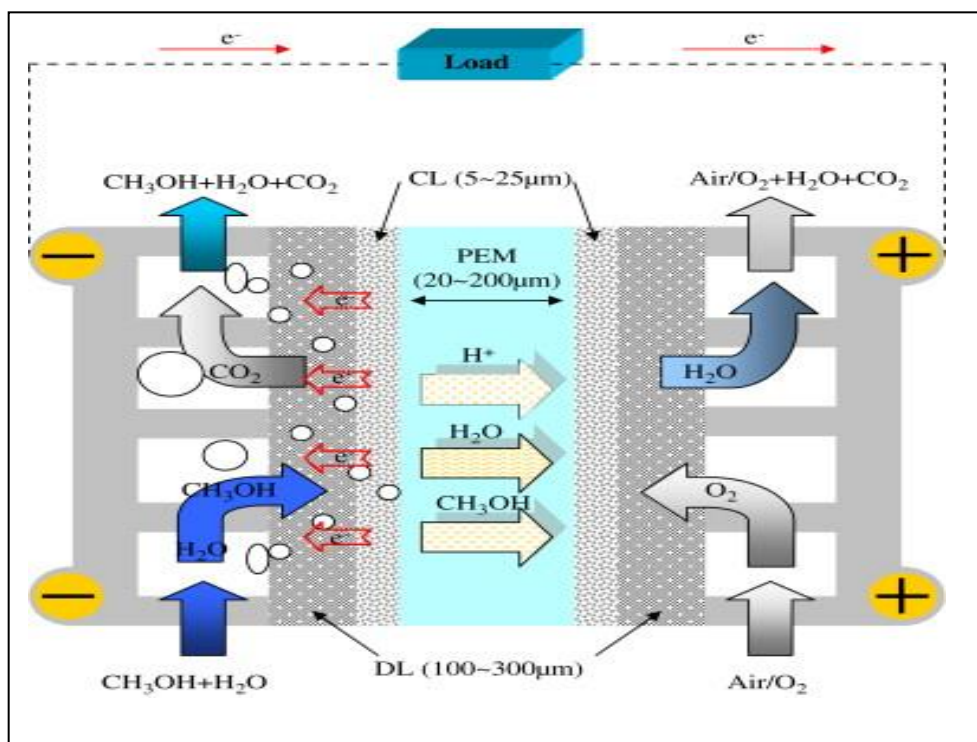 e⁻ e⁻
Load
CH₃OH+H₂O+CO₂ CL (5~25μm) Air/O₂+H₂O+CO₂
− PEM +
(20~200μm)
e⁻
H⁺
CO₂ e⁻ H₂O
H₂O
e⁻
CH₃OH CH₃OH O₂
H₂O e⁻
− +
DL (100~300μm)
CH₃OH+H₂O Air/O₂